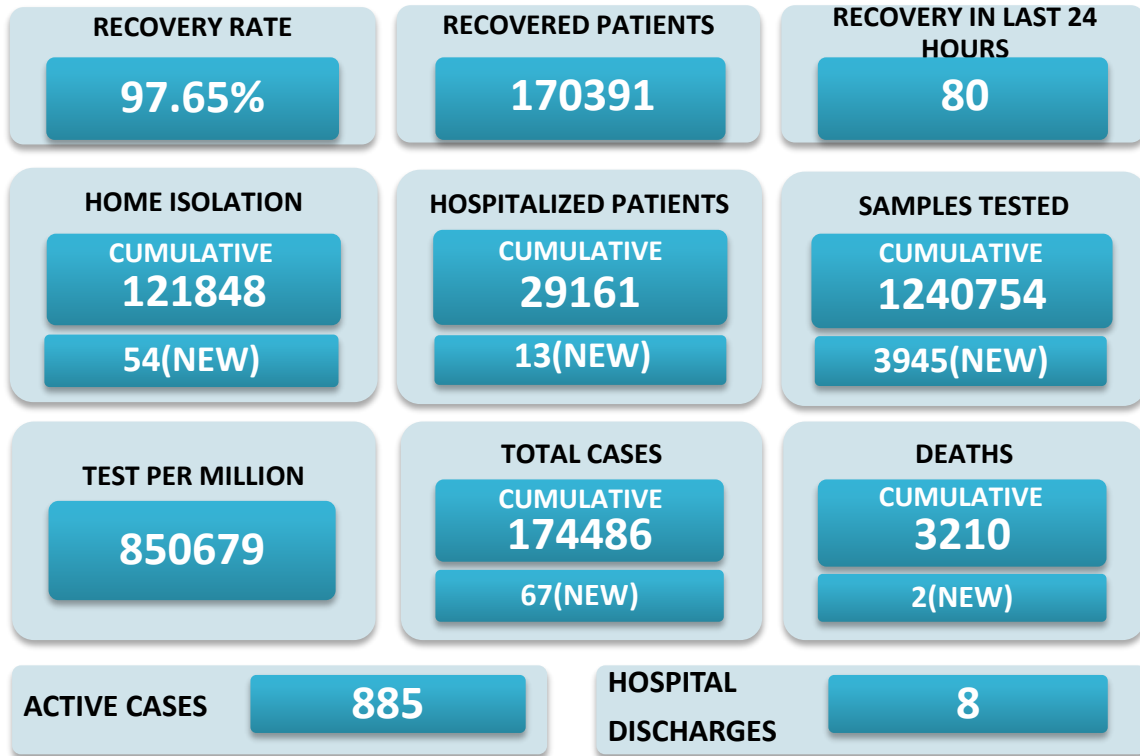 RECOVERY RATE
97.65%
RECOVERED PATIENTS
170391
RECOVERY IN LAST 24
HOURS
80
HOME ISOLATION
CUMULATIVE
121848
54(NEW)
HOSPITALIZED PATIENTS
CUMULATIVE
29161
13(NEW)
SAMPLES TESTED
CUMULATIVE
1240754
3945(NEW)
TEST PER MILLION
850679
TOTAL CASES
CUMULATIVE
174486
67(NEW)
DEATHS
CUMULATIVE
3210
2(NEW)
ACTIVE CASES
885
HOSPITAL
DISCHARGES
8